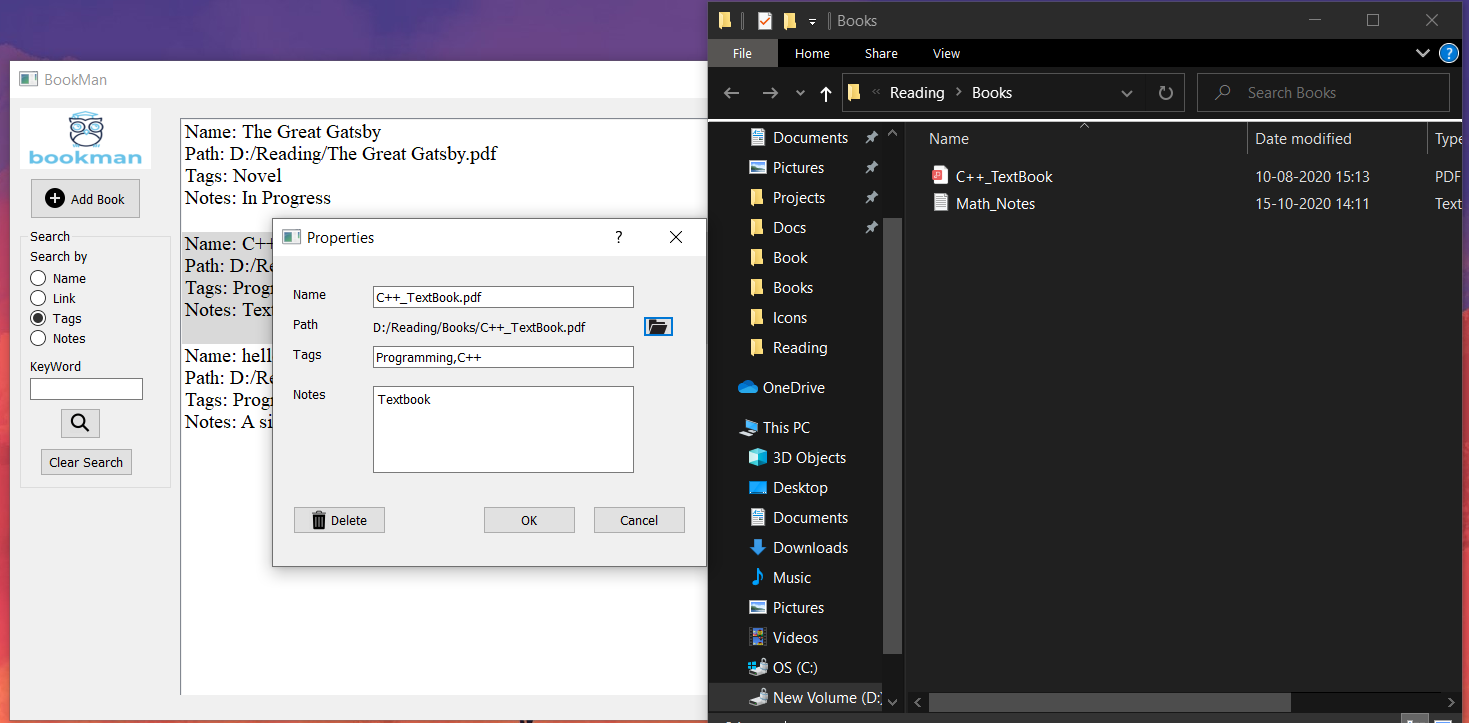 BookMan
bookman
Add Book
Search
Search by
Name
Link
Tags
Notes
KeyWord
Clear Search
Name: The Great Gatsby
Path: D:/Reading/The Great Gatsby.pdf
Tags: Novel
Notes: In Progress
Name: C++
Path: D:/Re
Tags: Progr
Notes: Text
Name: hell
Path: D:/Re
Tags: Progr
Notes: A si
Properties
?
Name
C++_TextBook.pdf
Path
D:/Reading/Books/C++_TextBook.pdf
Tags
Programming,C++
Notes
Textbook
Delete
OK
Cancel
Books
File
Home
Share
View
?
« Reading > Books
Search Books
Documents
Pictures
Projects
Docs
Book
Books
Icons
Reading
OneDrive
This PC
3D Objects
Desktop
Documents
Downloads
Music
Pictures
Videos
OS (C:)
New Volume (D:)
Name
Date modified
Type
C++_TextBook
10-08-2020 15:13
PDF
Math_Notes
15-10-2020 14:11
Text